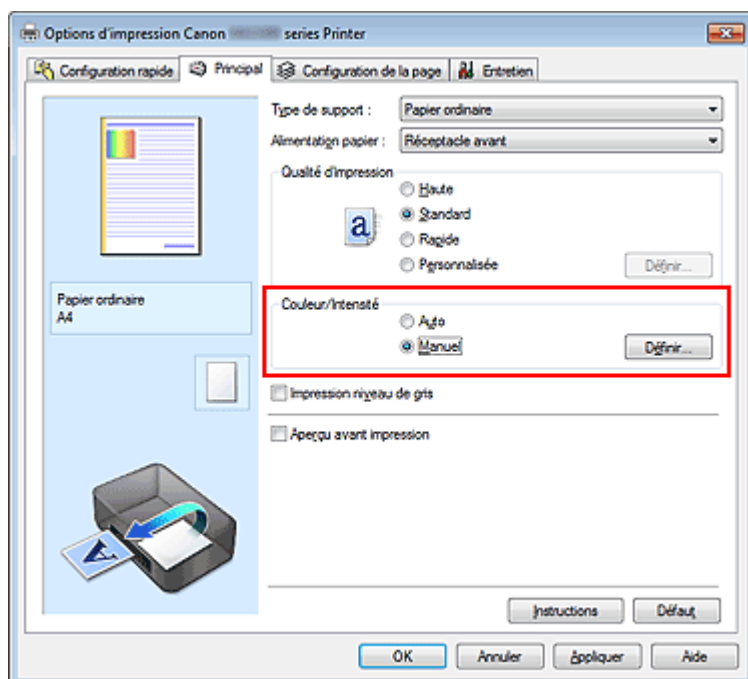 Options d'impression Canon series Printer
Configuration rapide Principal Configuration de la page Entretien
Type de support : Papier ordinaire
Alimentation papier : Réceptacle avant
Qualité d'impression
Haute
a Standard
Rapide
Personnalisée Définir...
Papier ordinaire
A4
Couleur/Intensité
Auto
Manuel Définir...
Impression niveau de gris
Aperçu avant impression
A
Instructions Défaut
OK Annuler Appliquer Aide